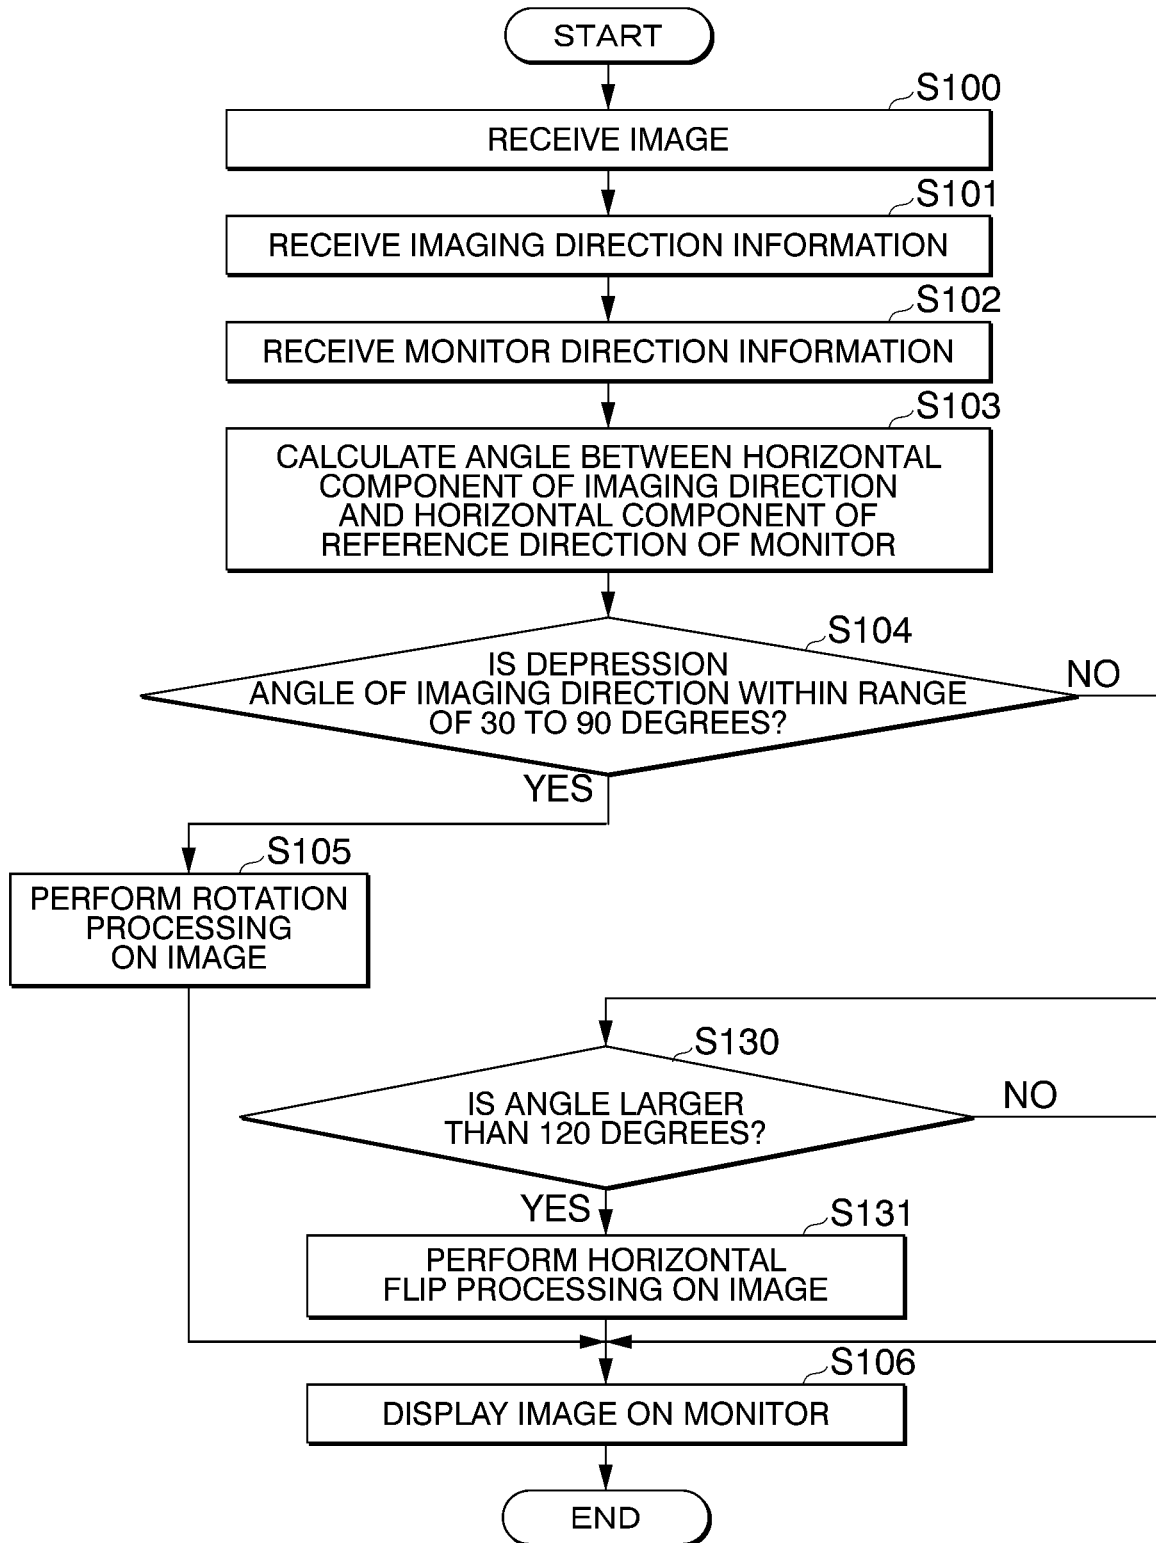 START
S100
RECEIVE IMAGE
S101
RECEIVE IMAGING DIRECTION INFORMATION
S102
RECEIVE MONITOR DIRECTION INFORMATION
S103
CALCULATE ANGLE BETWEEN HORIZONTAL
COMPONENT OF IMAGING DIRECTION
AND HORIZONTAL COMPONENT OF
REFERENCE DIRECTION OF MONITOR
S104
IS DEPRESSION
ANGLE OF IMAGING DIRECTION WITHIN RANGE
OF 30 TO 90 DEGREES?
NO
YES
S105
PERFORM ROTATION
PROCESSING
ON IMAGE
S130
IS ANGLE LARGER
THAN 120 DEGREES?
NO
YES
S131
PERFORM HORIZONTAL
FLIP PROCESSING ON IMAGE
S106
DISPLAY IMAGE ON MONITOR
END